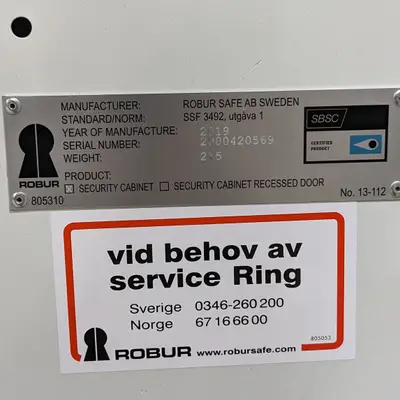 MANUFACTURER: ROBUR SAFE AB SWEDEN
STANDARD/NORM: SSF 3492, utgåva 1
YEAR OF MANUFACTURE: 2019
SERIAL NUMBER:
WEIGHT:
PRODUCT:
SECURITY CABINET SECURITY CABINET RECESSED DOOR
ROBUR
805310
No. 13-112
SBSC
CERTIFIED
PRODUCT
vid behov av
service Ring
Sverige 0346-260 200
Norge 67 16 66 00
ROBUR www.robursafe.com
805053